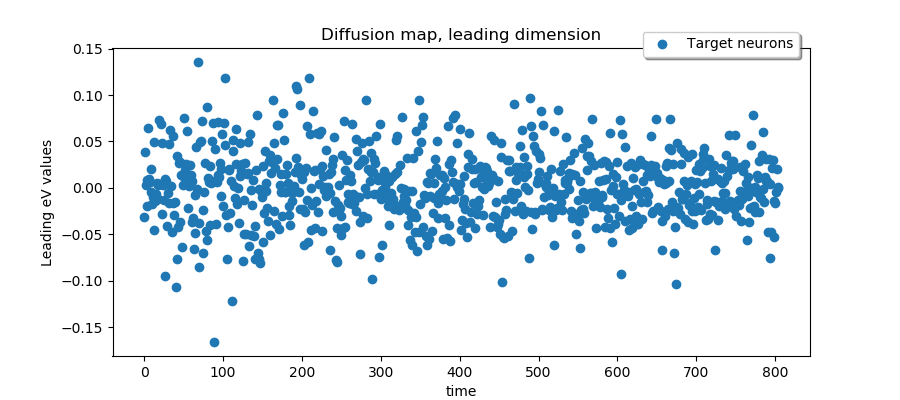 Diffusion map, leading dimension
Target neurons
Leading eV values
0.15
0.10
0.05
0.00
−0.05
−0.10
−0.15
0 100 200 300 400 500 600 700 800
time